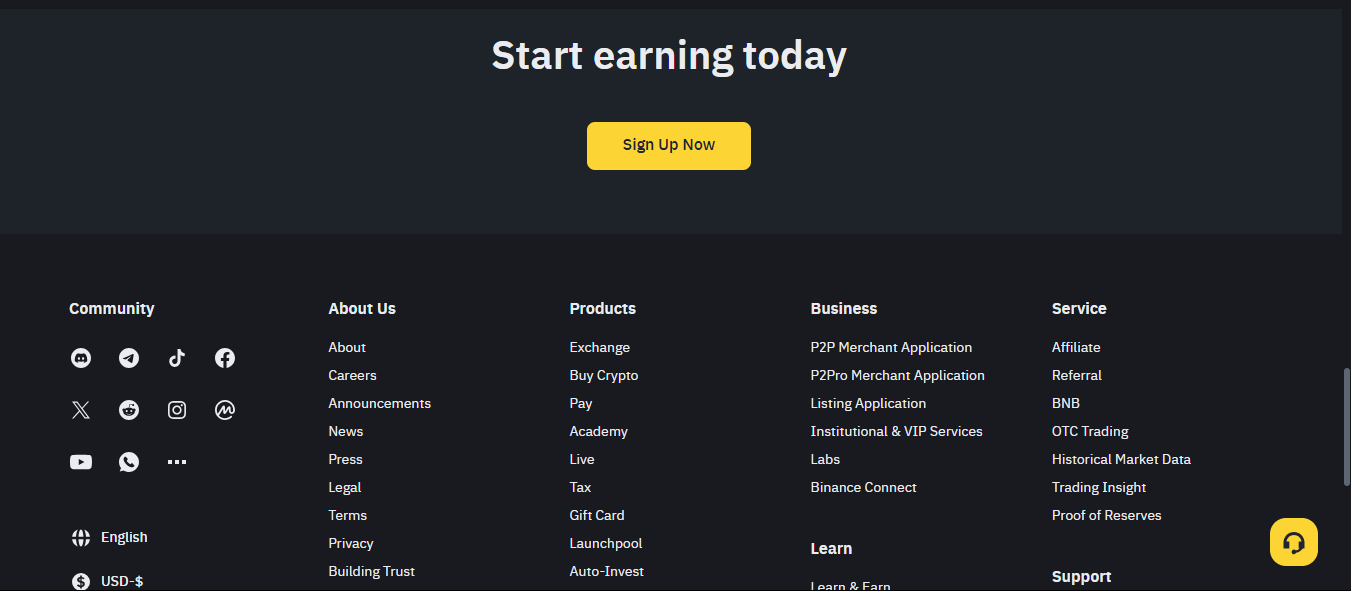 Start earning today
Sign Up Now
Community
English
USD-$
About Us
About
Careers
Announcements
News
Press
Legal
Terms
Privacy
Building Trust
Products
Exchange
Buy Crypto
Pay
Academy
Live
Tax
Gift Card
Launchpool
Auto-Invest
Business
P2P Merchant Application
P2Pro Merchant Application
Listing Application
Institutional & VIP Services
Labs
Binance Connect
Learn
Learn & Earn
Service
Affiliate
Referral
BNB
OTC Trading
Historical Market Data
Trading Insight
Proof of Reserves
Support